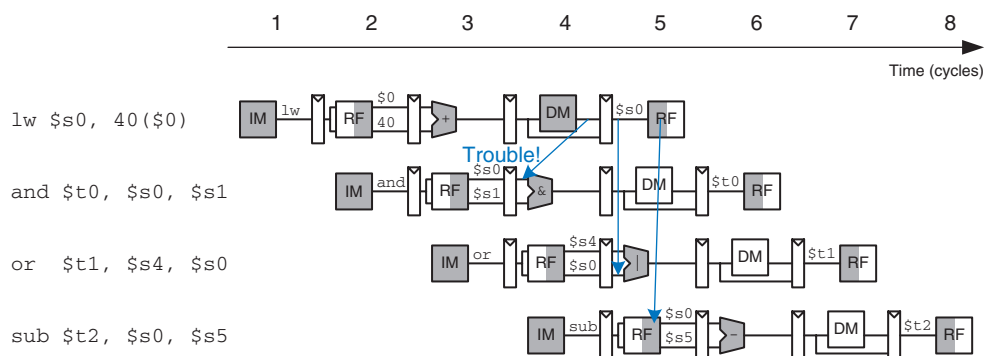 1 2 3 4 5 6 7 8
Time (cycles)
lw $s0, 40($0) IM lw RF $0 40 + DM $s0 RF
Trouble!
and $t0, $s0, $s1 IM and RF $s0 $s1 & DM $t0 RF
or $t1, $s4, $s0 IM or RF $s4 $s0 | DM $t1 RF
sub $t2, $s0, $s5 IM sub RF $s0 $s5 - DM $t2 RF